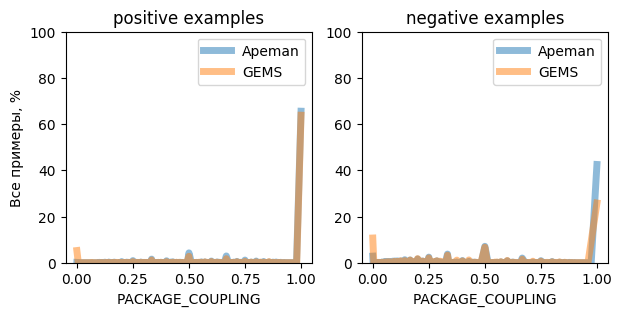 positive examples
negative examples
Все примеры, %
100
80
60
40
20
0
Apeman
GEMS
0.00 0.25 0.50 0.75 1.00
PACKAGE_COUPLING
100
80
60
40
20
0
Apeman
GEMS
0.00 0.25 0.50 0.75 1.00
PACKAGE_COUPLING